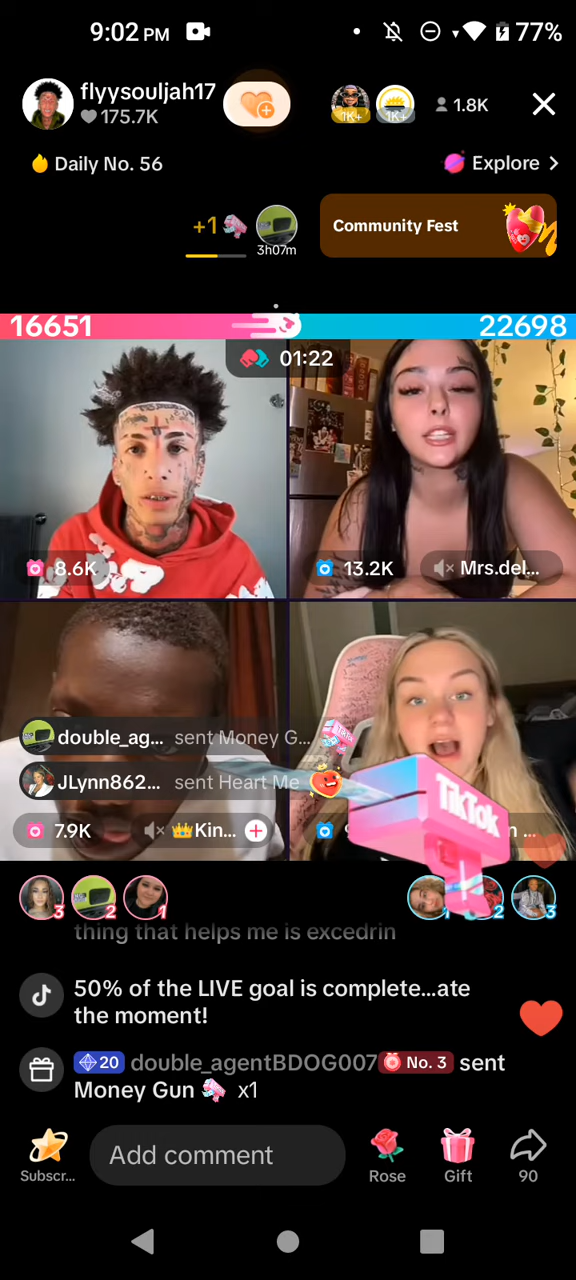 9:02 PM
77%
flyysouljah17
175.7K
1K+
1K+
1.8K
Daily No. 56
Explore >
+1
3h07m
Community Fest
16651
22698
01:22
8.6K
13.2K
Mrs.del...
double_ag... sent Money G...
JLynn862... sent Heart Me
TikTok
7.9K
Kin...
3
2
1
2
3
thing that helps me is excedrin
50% of the LIVE goal is complete...ate
the moment!
20 double_agentBDOG007 No. 3 sent
Money Gun x1
Subscr...
Add comment
Rose
Gift
90